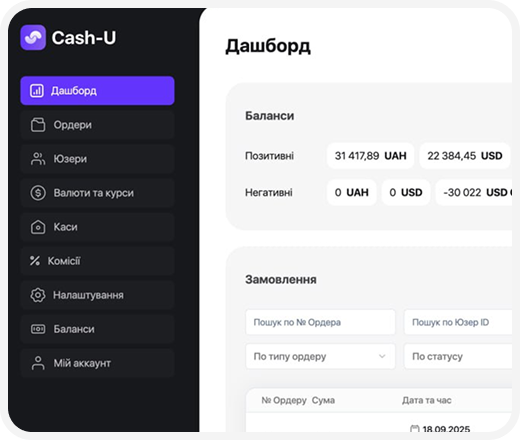 Cash-U
Дашборд
Ордери
Юзери
Валюти та курси
Каси
Комісії
Налаштування
Баланси
Мій аккаунт
Дашборд
Баланси
Позитивні 31 417,89 UAH 22 384,45 USD
Негативні 0 UAH 0 USD -30 022 USD
Замовлення
Пошук по № Ордера Пошук по Юзер ID
По типу ордеру По статусу
№ Ордеру Сума Дата та час
18.09.2025